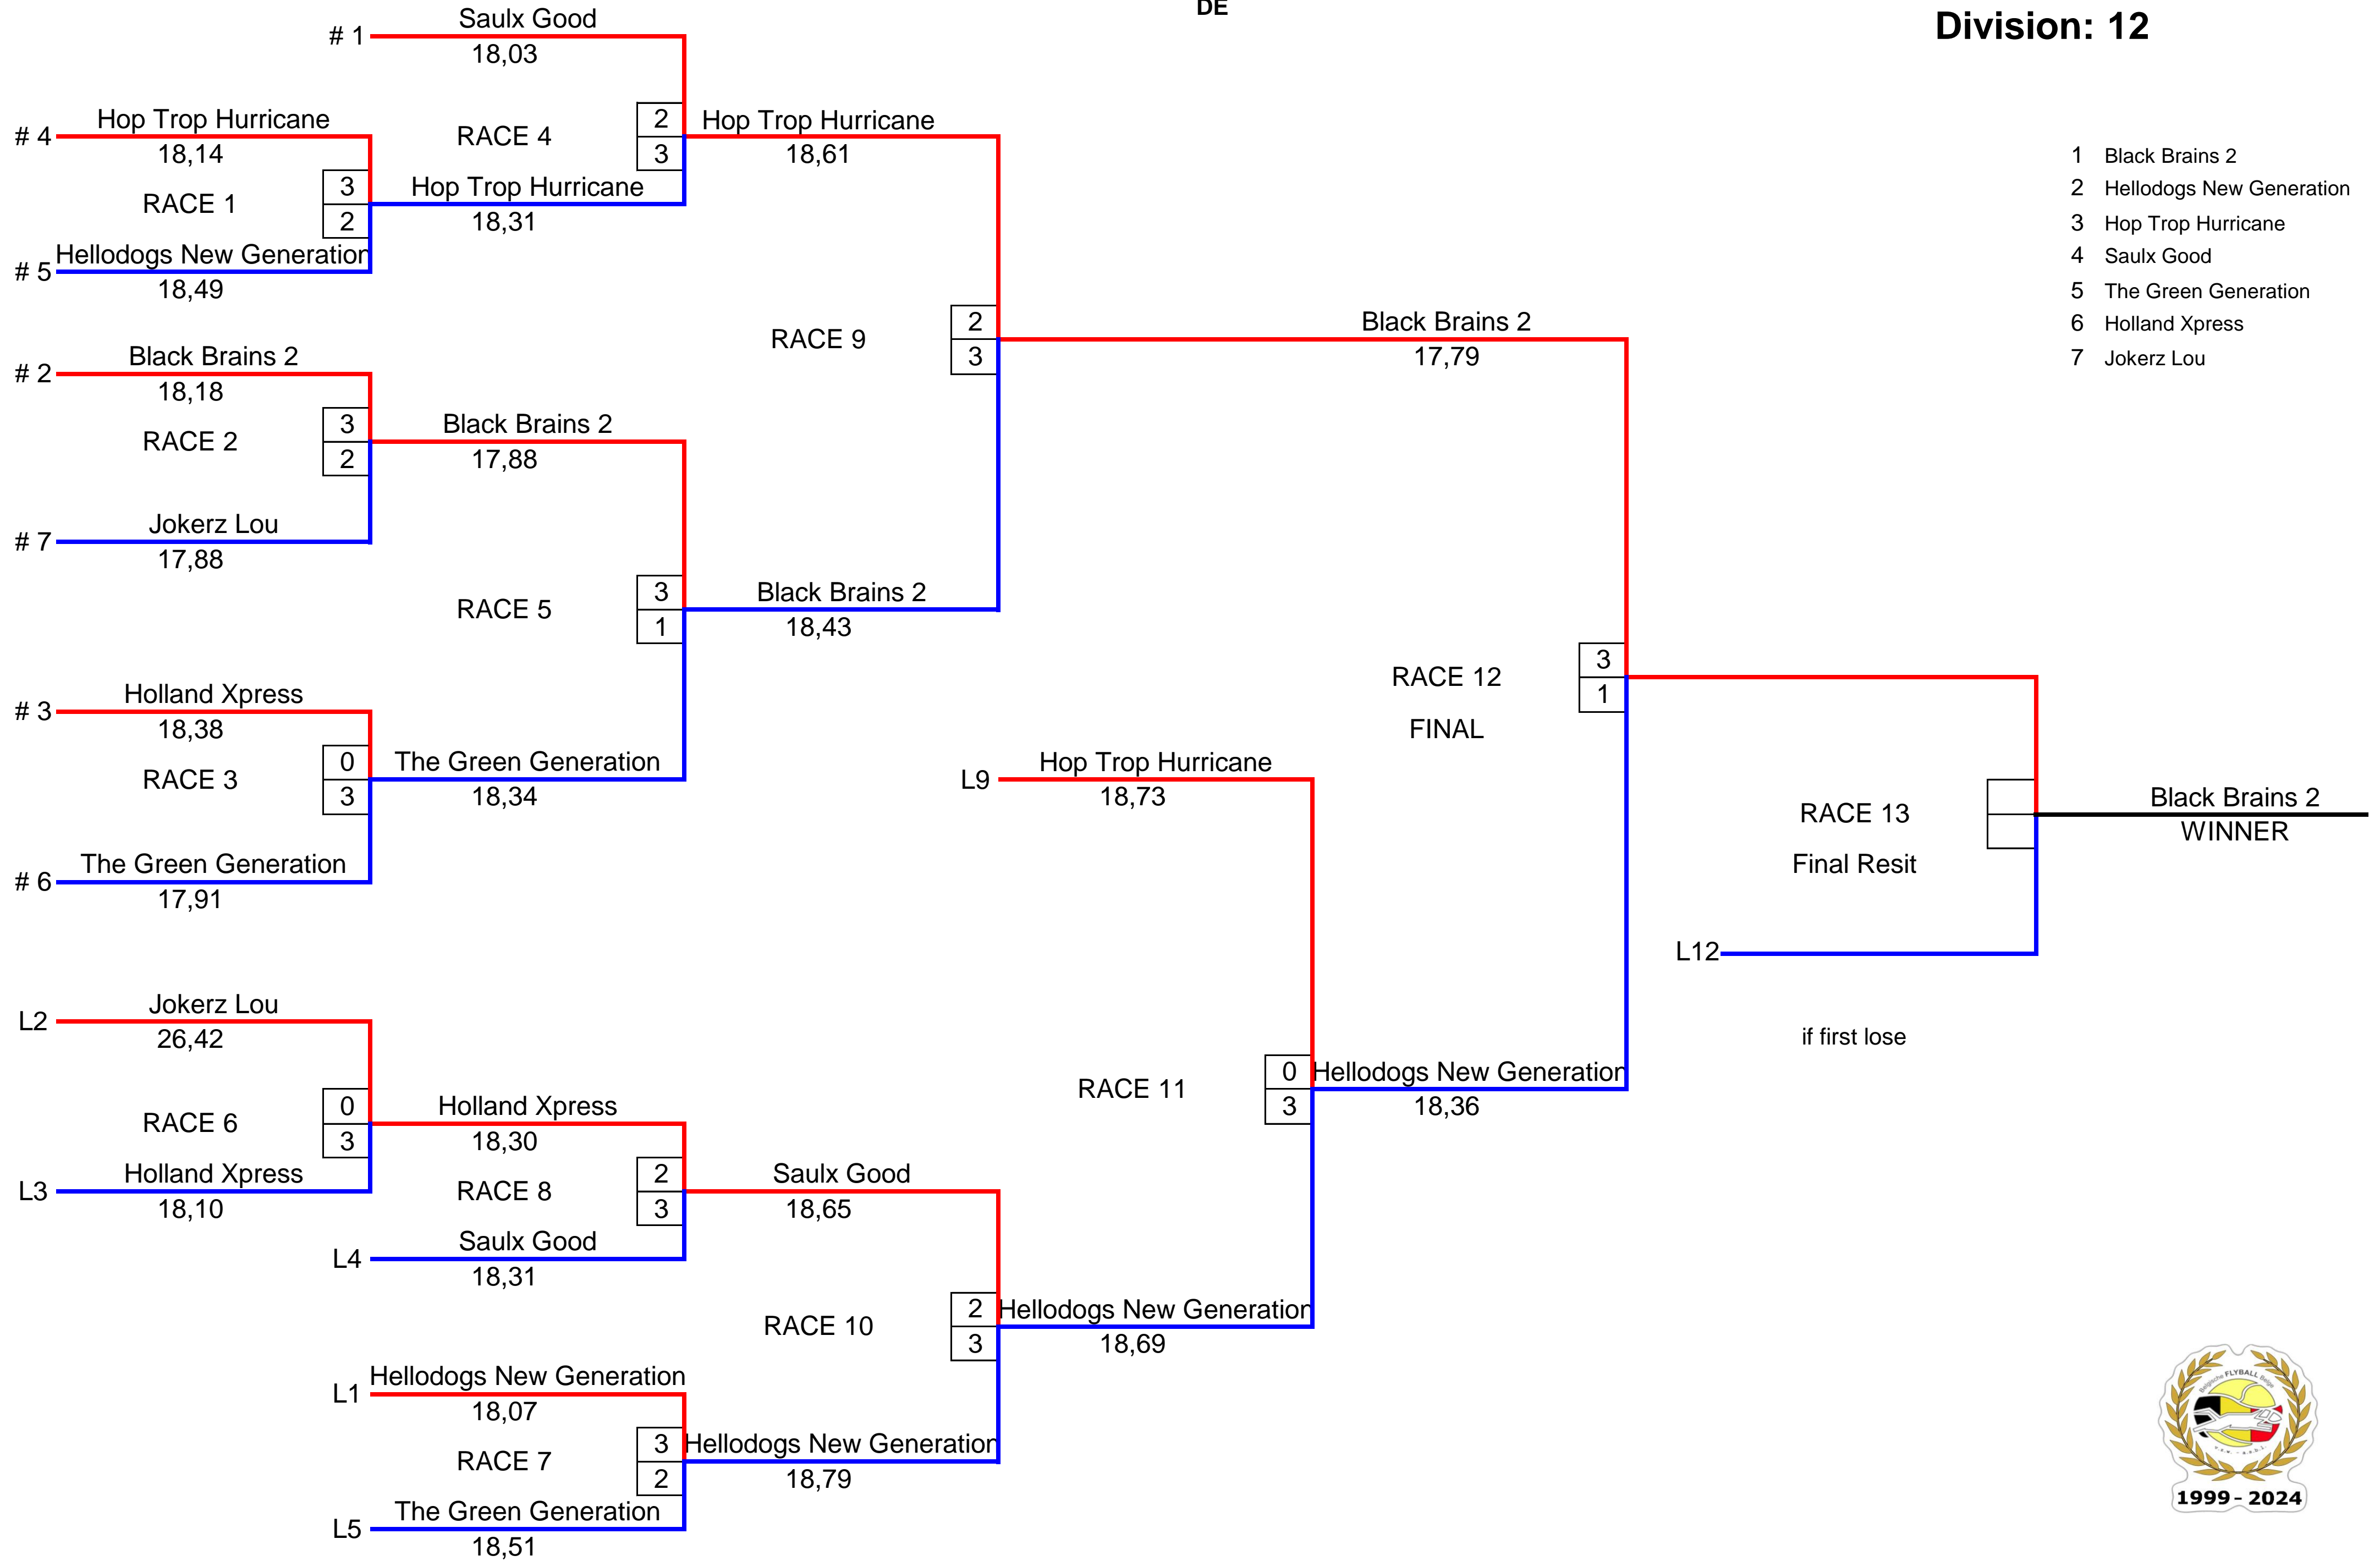 DE
Division: 12
# 1
Saulx Good
18,03
# 4
Hop Trop Hurricane
18,14
RACE 1
3
2
# 5
Hellodogs New Generation
18,49
RACE 4
2
3
Hop Trop Hurricane
18,31
Hop Trop Hurricane
18,61
# 2
Black Brains 2
18,18
RACE 2
3
2
# 7
Jokerz Lou
17,88
Black Brains 2
17,88
RACE 5
3
1
# 3
Holland Xpress
18,38
RACE 3
0
3
The Green Generation
18,34
# 6
The Green Generation
17,91
RACE 9
2
3
Black Brains 2
18,43
Black Brains 2
17,79
RACE 12
3
1
FINAL
L9
Hop Trop Hurricane
18,73
RACE 11
0
3
Hellodogs New Generation
18,36
RACE 13
Final Resit
Black Brains 2
WINNER
L12
if first lose
L2
Jokerz Lou
26,42
RACE 6
0
3
L3
Holland Xpress
18,10
Holland Xpress
18,30
RACE 8
2
3
L4
Saulx Good
18,31
Saulx Good
18,65
RACE 10
2
3
Hellodogs New Generation
18,69
L1
Hellodogs New Generation
18,07
RACE 7
3
2
Hellodogs New Generation
18,79
L5
The Green Generation
18,51
1 Black Brains 2
2 Hellodogs New Generation
3 Hop Trop Hurricane
4 Saulx Good
5 The Green Generation
6 Holland Xpress
7 Jokerz Lou
Belgische FLYBALL Belge
v.z.w. - a.s.b.l.
1999 - 2024